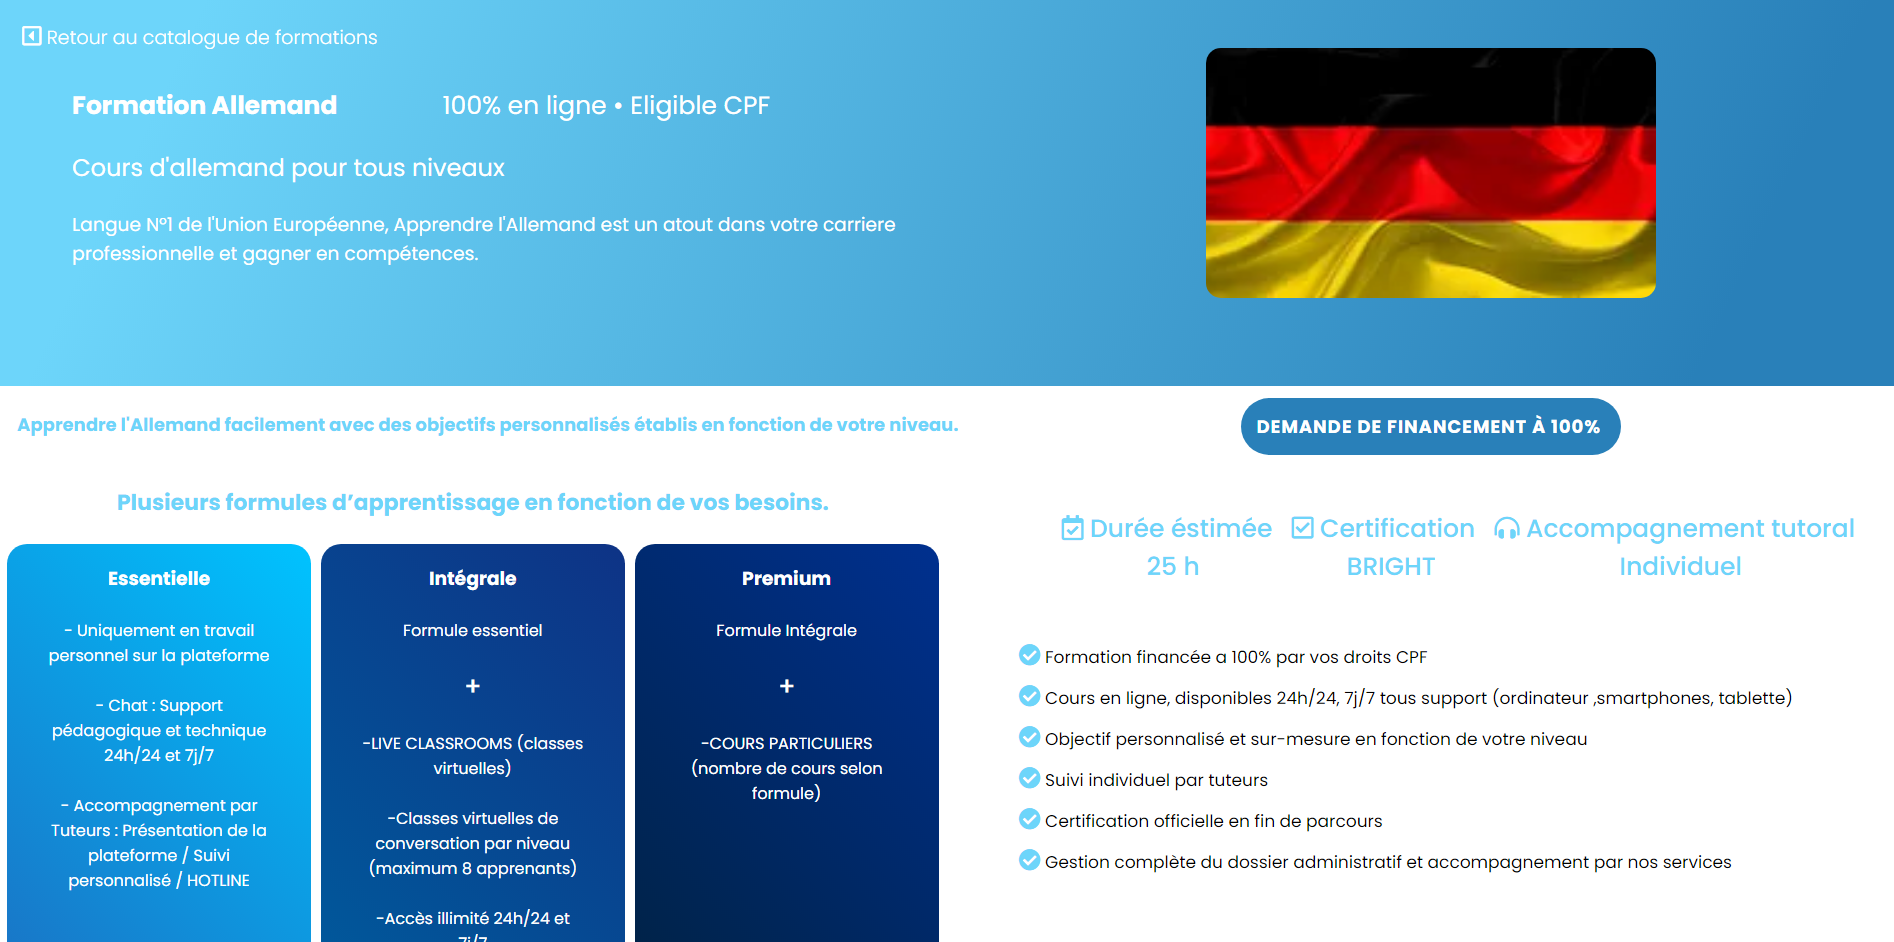 Retour au catalogue de formations
Formation Allemand
100% en ligne • Eligible CPF
Cours d'allemand pour tous niveaux
Langue N°1 de l'Union Européenne, Apprendre l'Allemand est un atout dans votre carriere
professionnelle et gagner en compétences.
Apprendre l'Allemand facilement avec des objectifs personnalisés établis en fonction de votre niveau.
Plusieurs formules d’apprentissage en fonction de vos besoins.
Essentielle
- Uniquement en travail
personnel sur la plateforme
- Chat : Support
pédagogique et technique
24h/24 et 7j/7
- Accompagnement par
Tuteurs : Présentation de la
plateforme / Suivi
personnalisé / HOTLINE
Intégrale
Formule essentiel
+
-LIVE CLASSROOMS (classes
virtuelles)
-Classes virtuelles de
conversation par niveau
(maximum 8 apprenants)
-Accès illimité 24h/24 et
7j/7
Premium
Formule Intégrale
+
-COURS PARTICULIERS
(nombre de cours selon
formule)
DEMANDE DE FINANCEMENT À 100%
Durée éstimée
25 h
Certification
BRIGHT
Accompagnement tutoral
Individuel
Formation financée a 100% par vos droits CPF
Cours en ligne, disponibles 24h/24, 7j/7 tous support (ordinateur ,smartphones, tablette)
Objectif personnalisé et sur-mesure en fonction de votre niveau
Suivi individuel par tuteurs
Certification officielle en fin de parcours
Gestion complète du dossier administratif et accompagnement par nos services